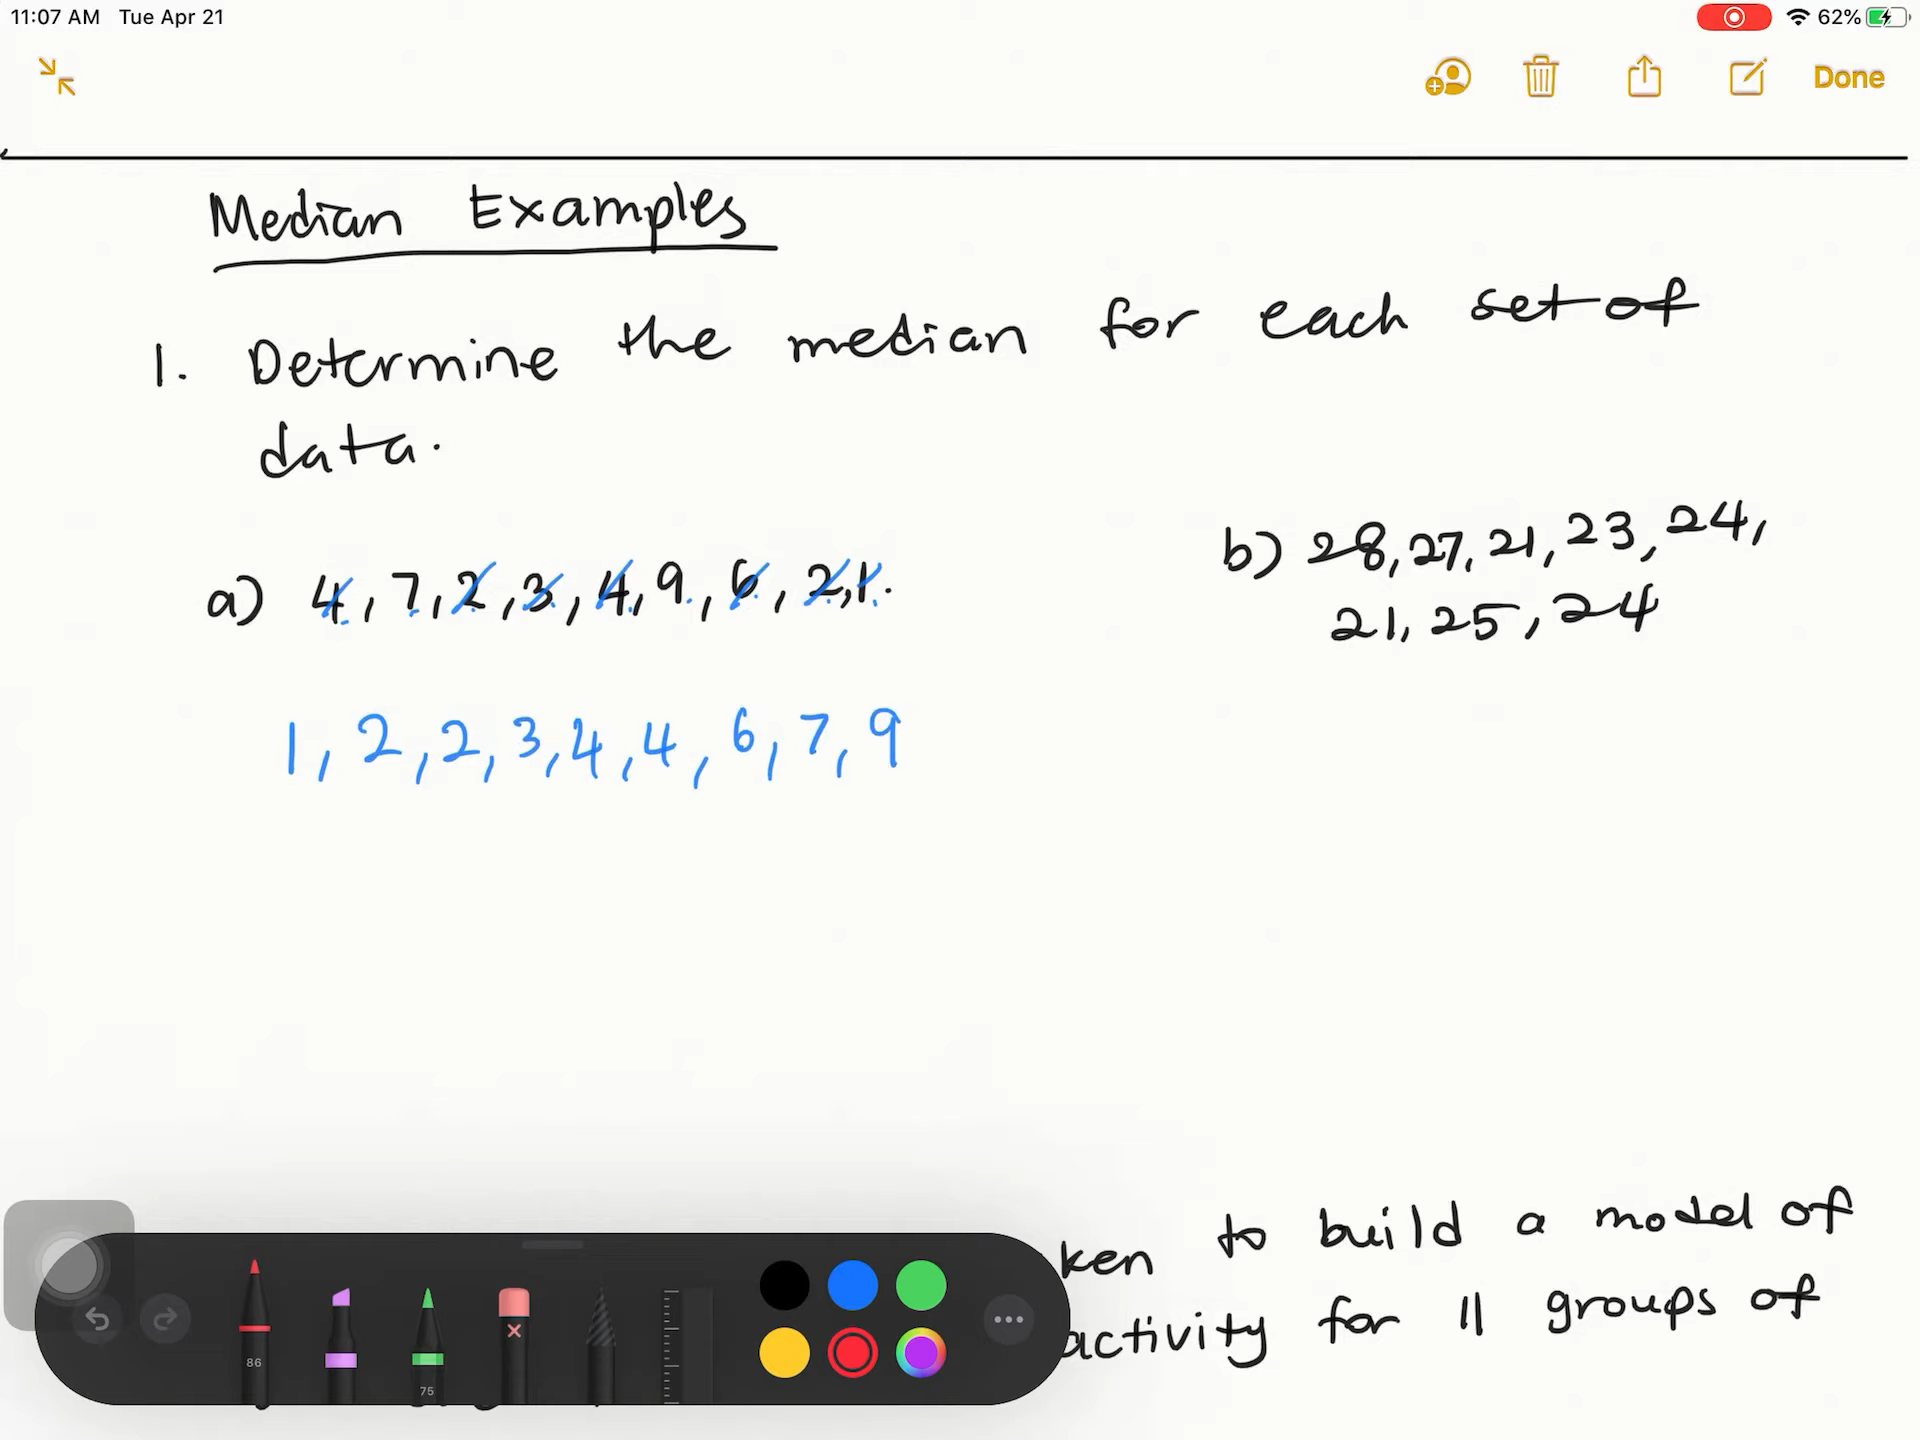 11:07 AM Tue Apr 21
62%
Done
Median Examples
1. Determine the median for each set of
data.
a) 4, 7, 2, 3, 4, 9, 6, 2, 1.
b) 28, 27, 21, 23, 24,
21, 25, 24
1, 2, 2, 3, 4, 4, 6, 7, 9
ken to build a model of
activity for 11 groups of
86
75